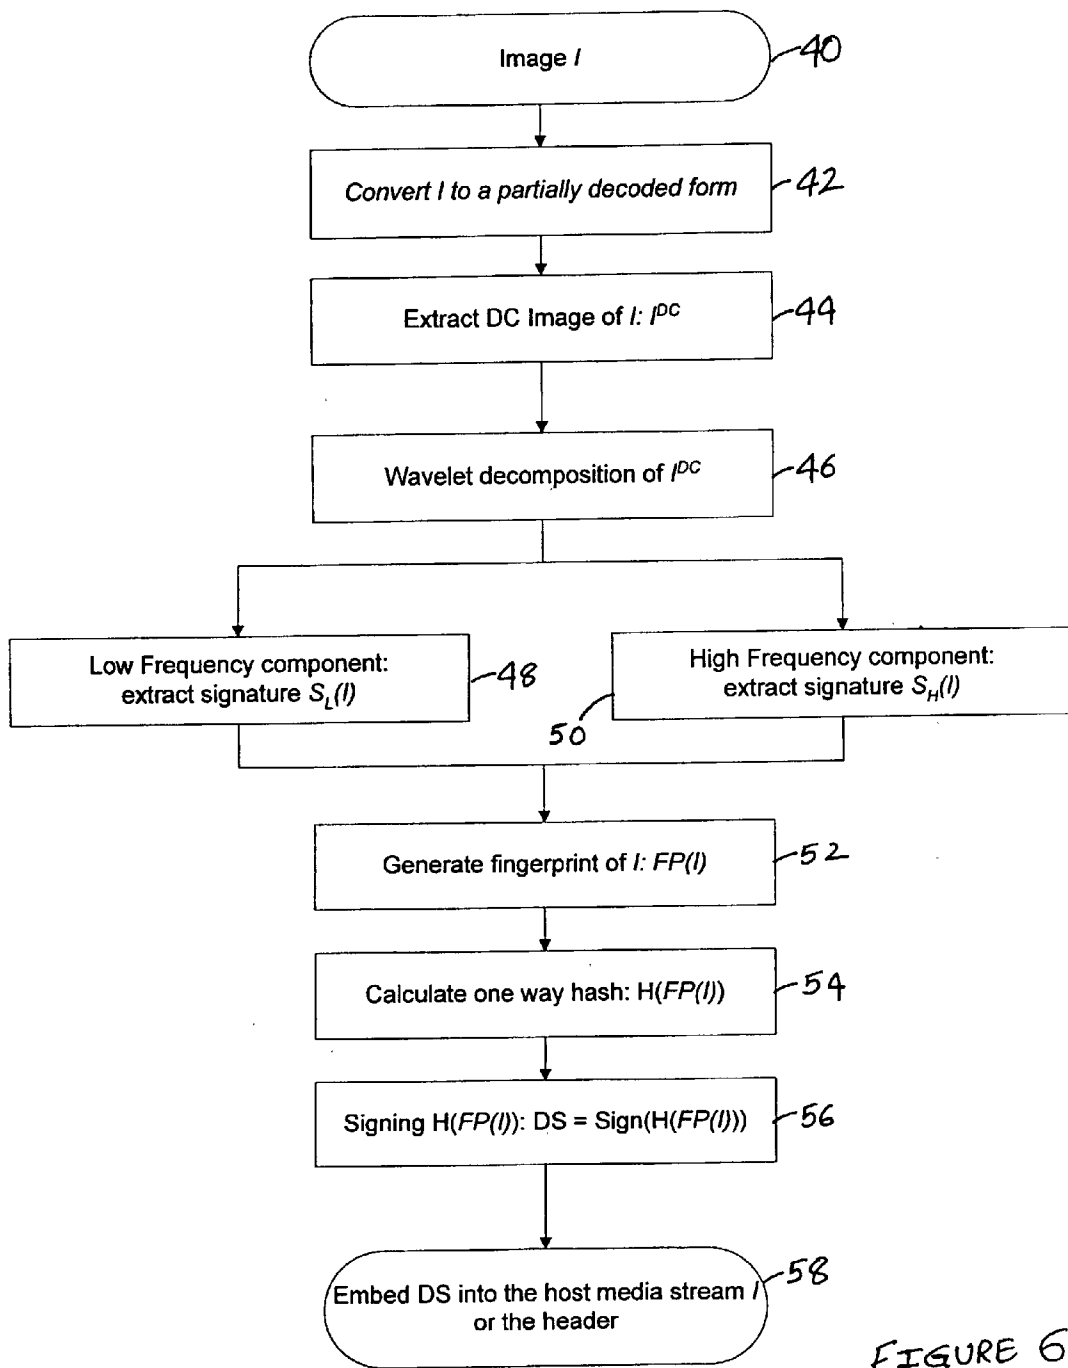 Image I
40
Convert I to a partially decoded form
42
Extract DC Image of I: I^DC
44
Wavelet decomposition of I^DC
46
Low Frequency component:
extract signature S_L(I)
48
High Frequency component:
extract signature S_H(I)
50
Generate fingerprint of I: FP(I)
52
Calculate one way hash: H(FP(I))
54
Signing H(FP(I)): DS = Sign(H(FP(I)))
56
Embed DS into the host media stream I
or the header
58
FIGURE 6